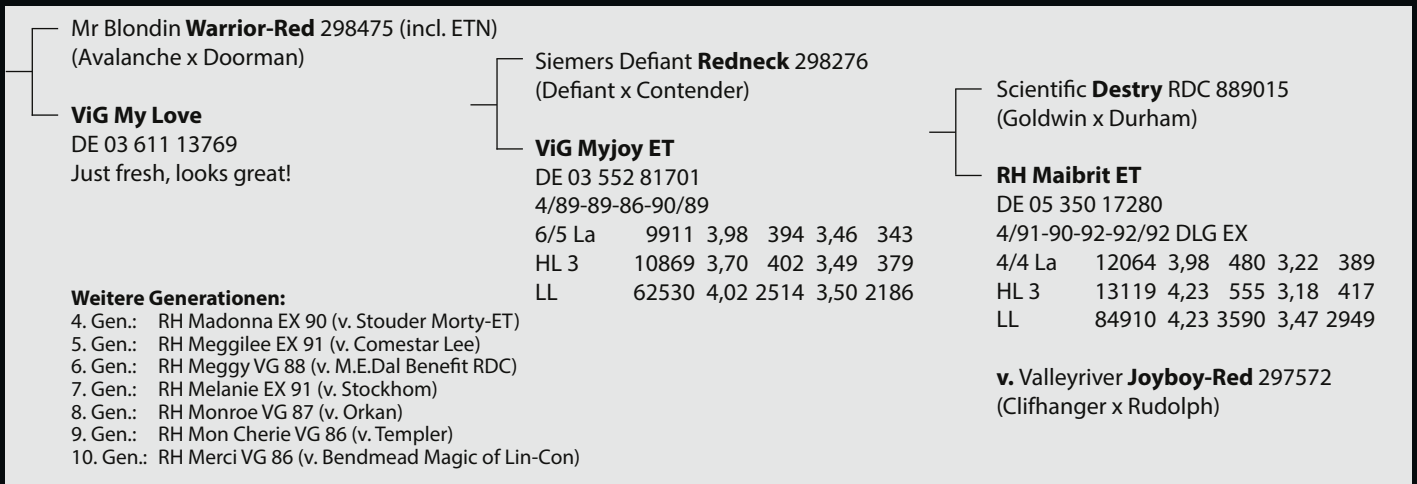 Mr Blondin Warrior-Red 298475 (incl. ETN)
(Avalanche x Doorman)
ViG My Love
DE 03 611 13769
Just fresh, looks great!
Siemers Defiant Redneck 298276
(Defiant x Contender)
ViG Myjoy ET
DE 03 552 81701
4/89-89-86-90/89
6/5 La 9911 3,98 394 3,46 343
HL 3 10869 3,70 402 3,49 379
LL 62530 4,02 2514 3,50 2186
Scientific Destry RDC 889015
(Goldwin x Durham)
RH Maibrit ET
DE 05 350 17280
4/91-90-92-92/92 DLG EX
4/4 La 12064 3,98 480 3,22 389
HL 3 13119 4,23 555 3,18 417
LL 84910 4,23 3590 3,47 2949
v. Valleyriver Joyboy-Red 297572
(Clifhanger x Rudolph)
Weitere Generationen:
4. Gen.: RH Madonna EX 90 (v. Stouder Morty-ET)
5. Gen.: RH Meggilee EX 91 (v. Comestar Lee)
6. Gen.: RH Meggy VG 88 (v. M.E.Dal Benefit RDC)
7. Gen.: RH Melanie EX 91 (v. Stockhom)
8. Gen.: RH Monroe VG 87 (v. Orkan)
9. Gen.: RH Mon Cherie VG 86 (v. Templer)
10. Gen.: RH Merci VG 86 (v. Bendmead Magic of Lin-Con)